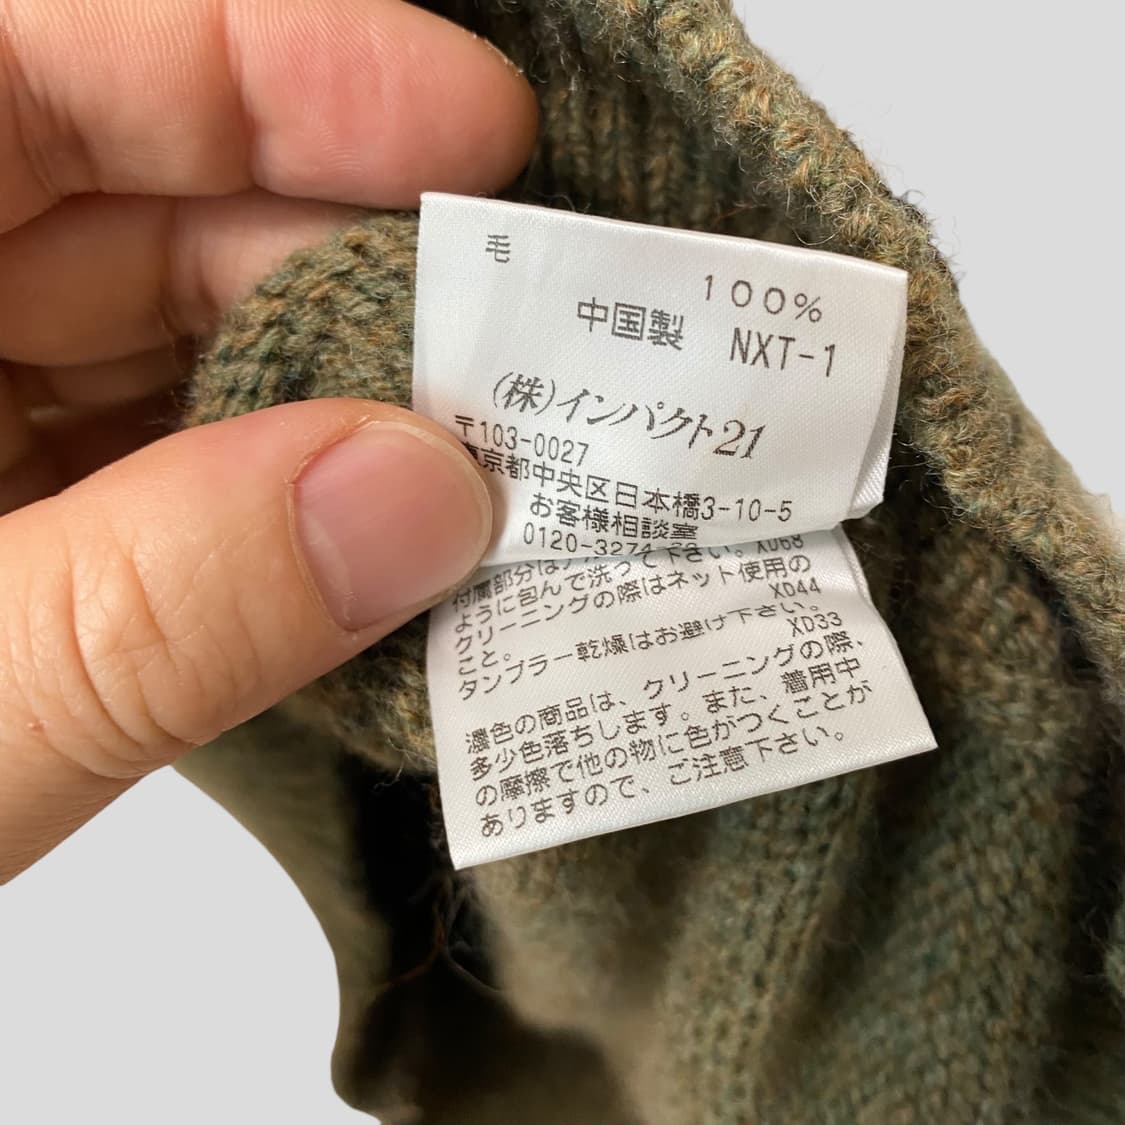 毛
100%
中国製 NXT-1
(株)インパクト21
〒103-0027
東京都中央区日本橋3-10-5
お客様相談室
0120-3274
下さい。XD68
付属部分は
ように包んで洗って
クリーニングの際はネット使用の
こと。 XD44
タンブラー乾燥はお避け下さい。
XD33
濃色の商品は、クリーニングの際、
多少色落ちします。また、着用中
の摩擦で他の物に色がつくことが
ありますので、ご注意下さい。